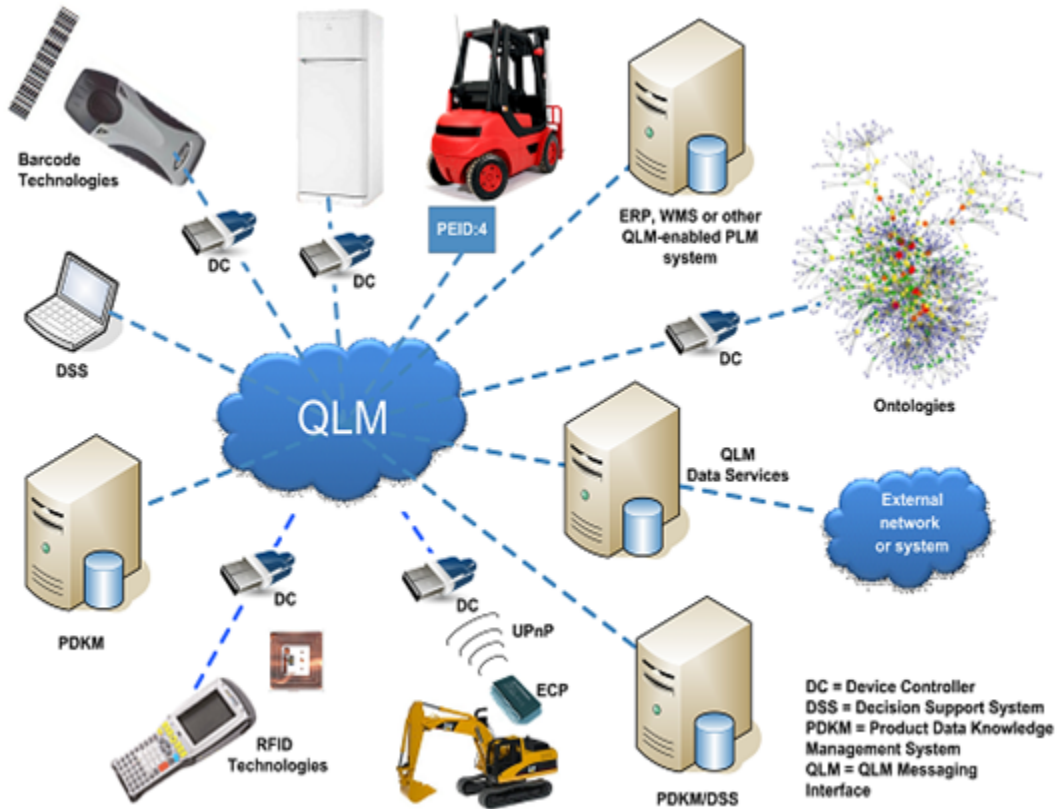 Barcode
Technologies
DC
DC
PEID:4
ERP, WMS or other
QLM-enabled PLM
system
DSS
DC
Ontologies
QLM
QLM
Data Services
External
network
or system
PDKM
DC
DC
UPnP
ECP
RFID
Technologies
PDKM/DSS
DC = Device Controller
DSS = Decision Support System
PDKM = Product Data Knowledge
Management System
QLM = QLM Messaging
Interface